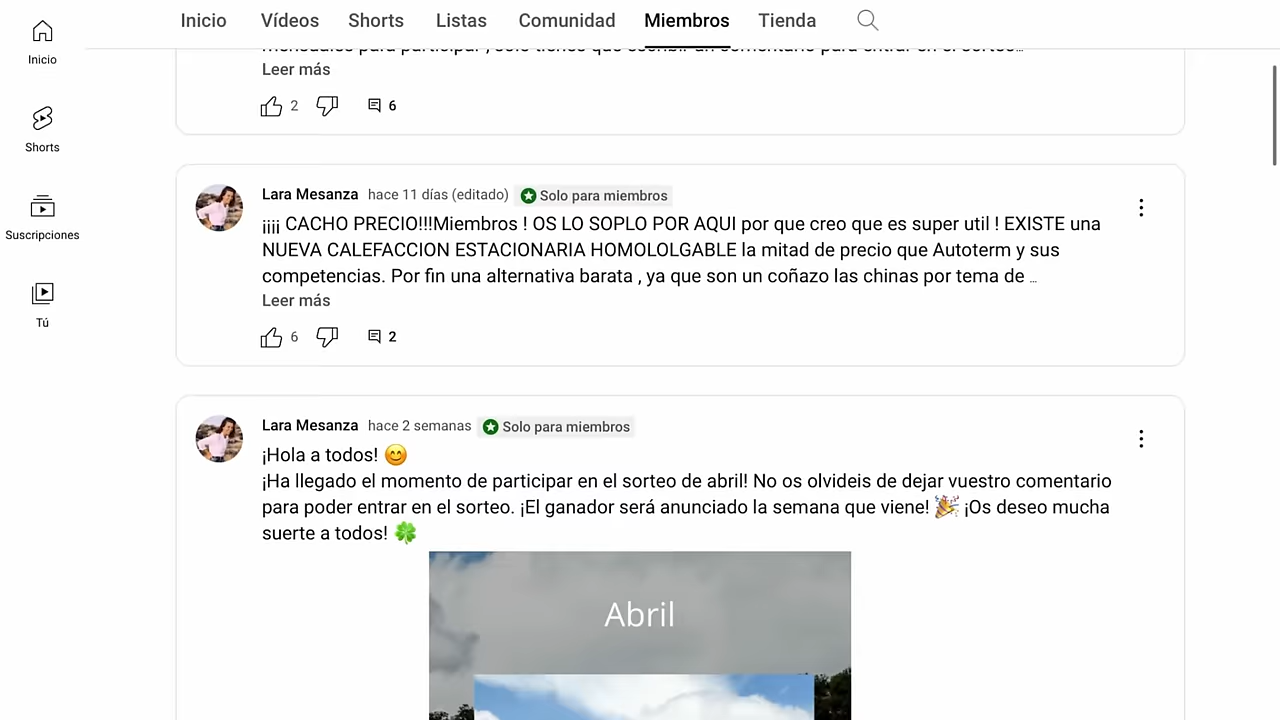 Inicio Vídeos Shorts Listas Comunidad Miembros Tienda
Inicio
Shorts
Suscripciones
Tú
mensuales para participar , solo tienes que escribir un comentario para entrar en el sorteo…
Leer más
2 6
Lara Mesanza hace 11 días (editado) Solo para miembros
¡¡¡¡ CACHO PRECIO!!!Miembros ! OS LO SOPLO POR AQUI por que creo que es super util ! EXISTE una
NUEVA CALEFACCION ESTACIONARIA HOMOLOLGABLE la mitad de precio que Autoterm y sus
competencias. Por fin una alternativa barata , ya que son un coñazo las chinas por tema de …
Leer más
6 2
Lara Mesanza hace 2 semanas Solo para miembros
¡Hola a todos! 😊
¡Ha llegado el momento de participar en el sorteo de abril! No os olvideis de dejar vuestro comentario
para poder entrar en el sorteo. ¡El ganador será anunciado la semana que viene! 🎉 ¡Os deseo mucha
suerte a todos! 🍀
Abril